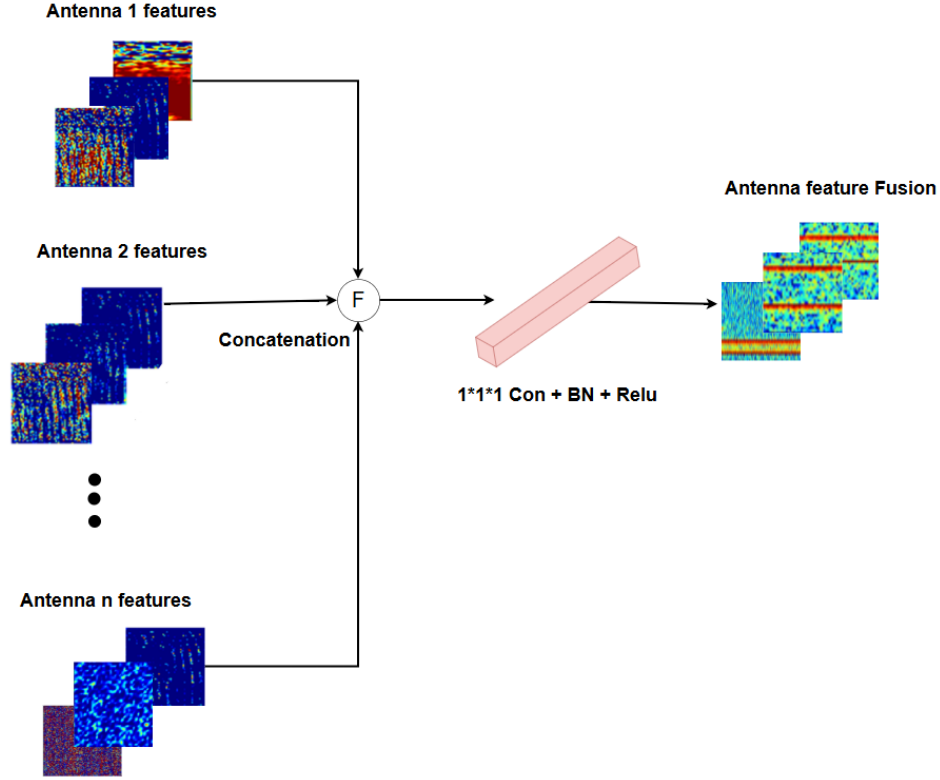 Antenna 1 features
Antenna feature Fusion
Antenna 2 features
F
Concatenation
1*1*1 Con + BN + Relu
Antenna n features